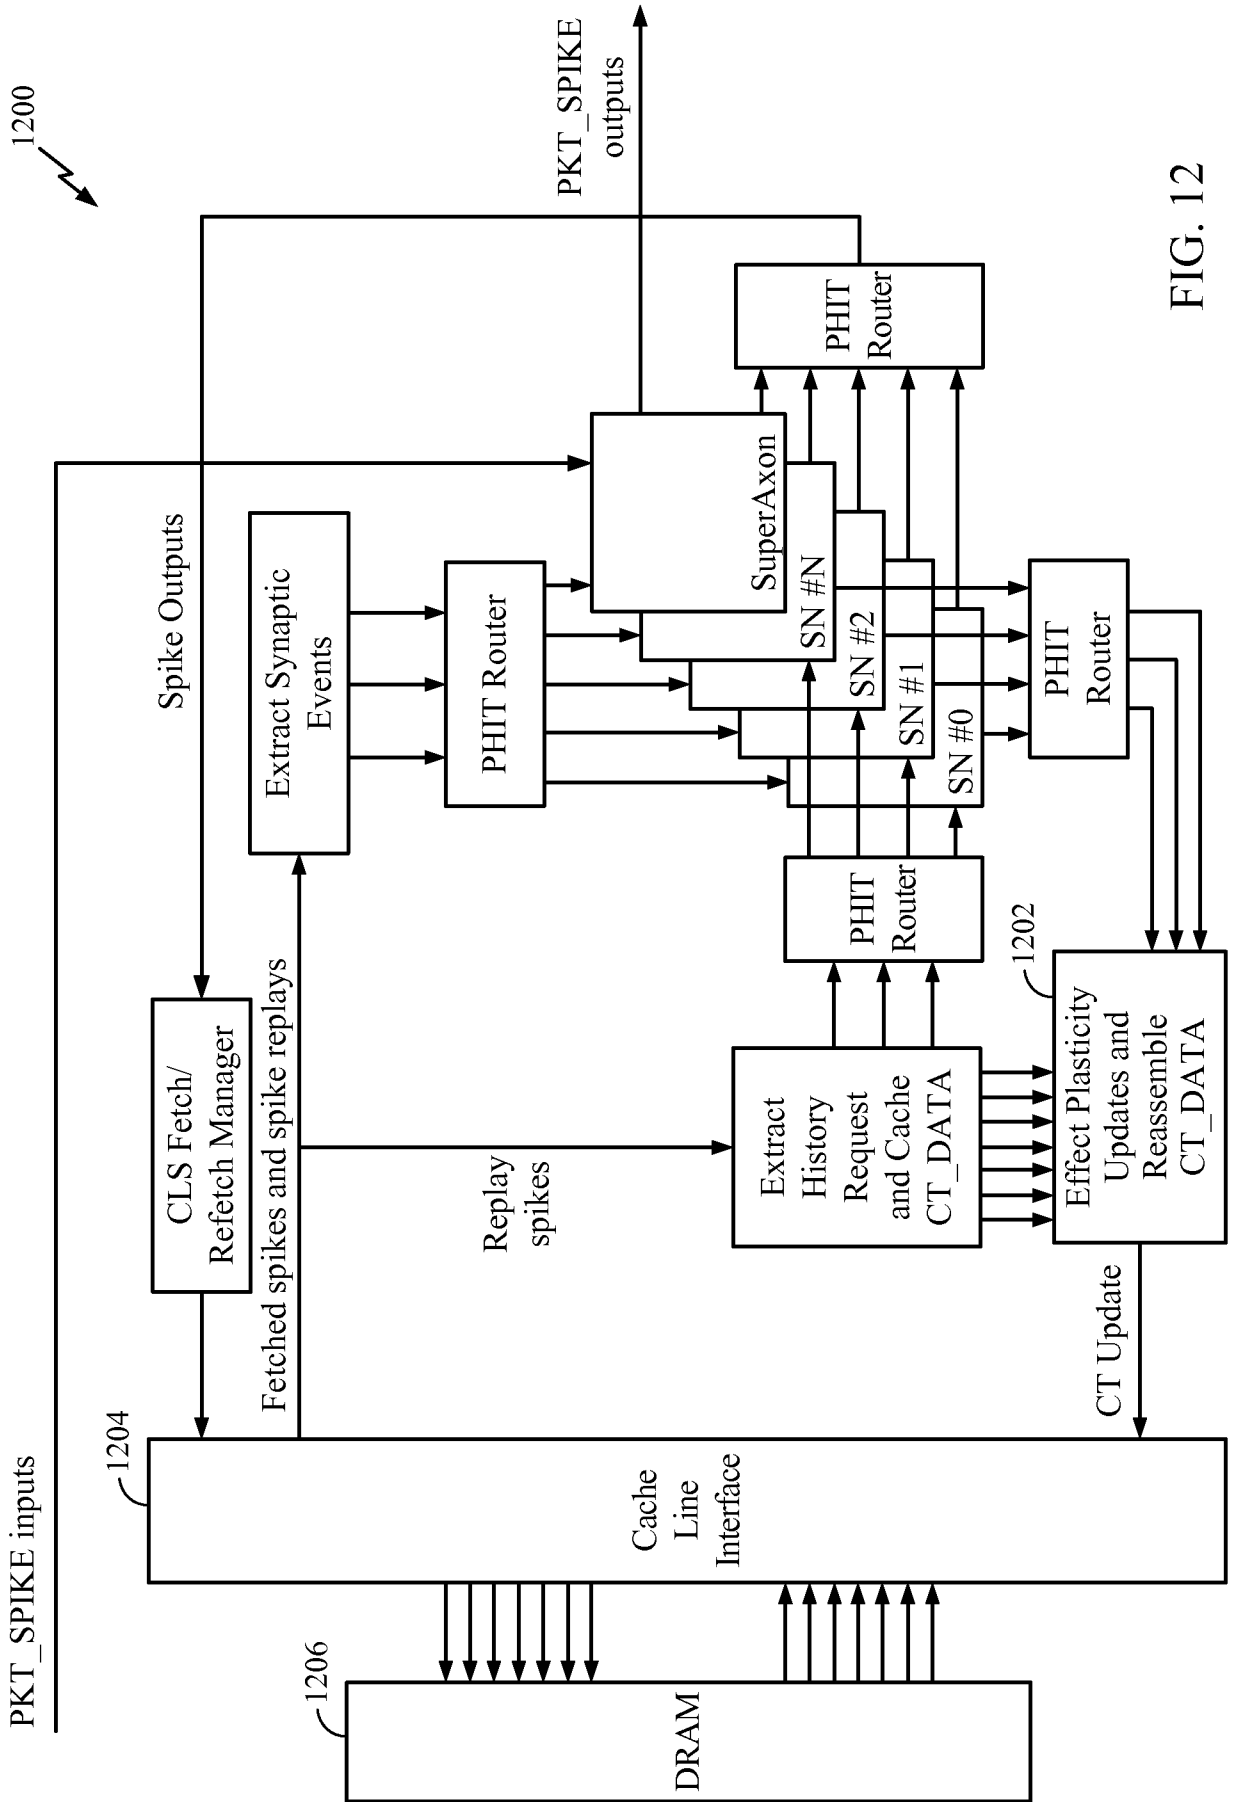 1200
PKT_SPIKE inputs
PKT_SPIKE
outputs
Spike Outputs
CLS Fetch/
Refetch Manager
Extract Synaptic
Events
Fetched spikes and spike replays
PHIT Router
1204
1206
DRAM
Cache
Line
Interface
Replay
spikes
SuperAxon
SN #N
SN #2
SN #1
SN #0
PHIT
Router
PHIT
Router
Extract
History
Request
and Cache
CT_DATA
PHIT
Router
1202
Effect Plasticity
Updates and
Reassemble
CT_DATA
CT Update
FIG. 12